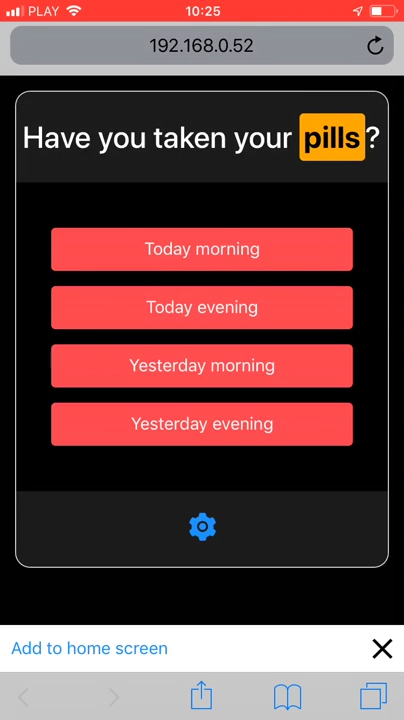 PLAY 10:25
192.168.0.52
Have you taken your pills?
Today morning
Today evening
Yesterday morning
Yesterday evening
Add to home screen